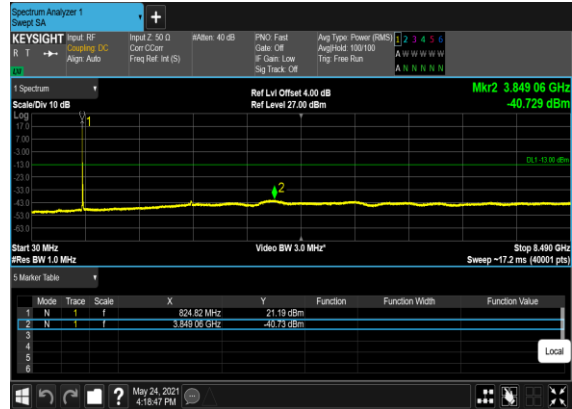 Spectrum Analyzer 1
Swept SA
+
KEYSIGHT Input: RF Input Z: 50 Ω #Atten: 40 dB PNO: Fast Avg Type: Power (RMS) 1 2 3 4 5 6
R T Coupling: DC Corr CCorr Gate: Off Avg|Hold: 100/100 A W W W W W
Align: Auto Freq Ref: Int (S) IF Gain: Low Trig: Free Run
Sig Track: Off A N N N N N
1 Spectrum Ref Lvl Offset 4.00 dB Mkr2 3.849 06 GHz
Scale/Div 10 dB Ref Level 27.00 dBm -40.729 dBm
Log
17.0
7.00
-3.00
-13.0
-23.0
-33.0
-43.0
-53.0
-63.0
1
DL1 -13.00 dBm
2
Start 30 MHz Video BW 3.0 MHz* Stop 8.490 GHz
#Res BW 1.0 MHz Sweep ~17.2 ms (40001 pts)
5 Marker Table
Mode Trace Scale X Y Function Function Width Function Value
1 N 1 f 824.82 MHz 21.19 dBm
2 N 1 f 3.849 06 GHz -40.73 dBm
3
4
5
6
Local
? May 24, 2021
4:18:47 PM